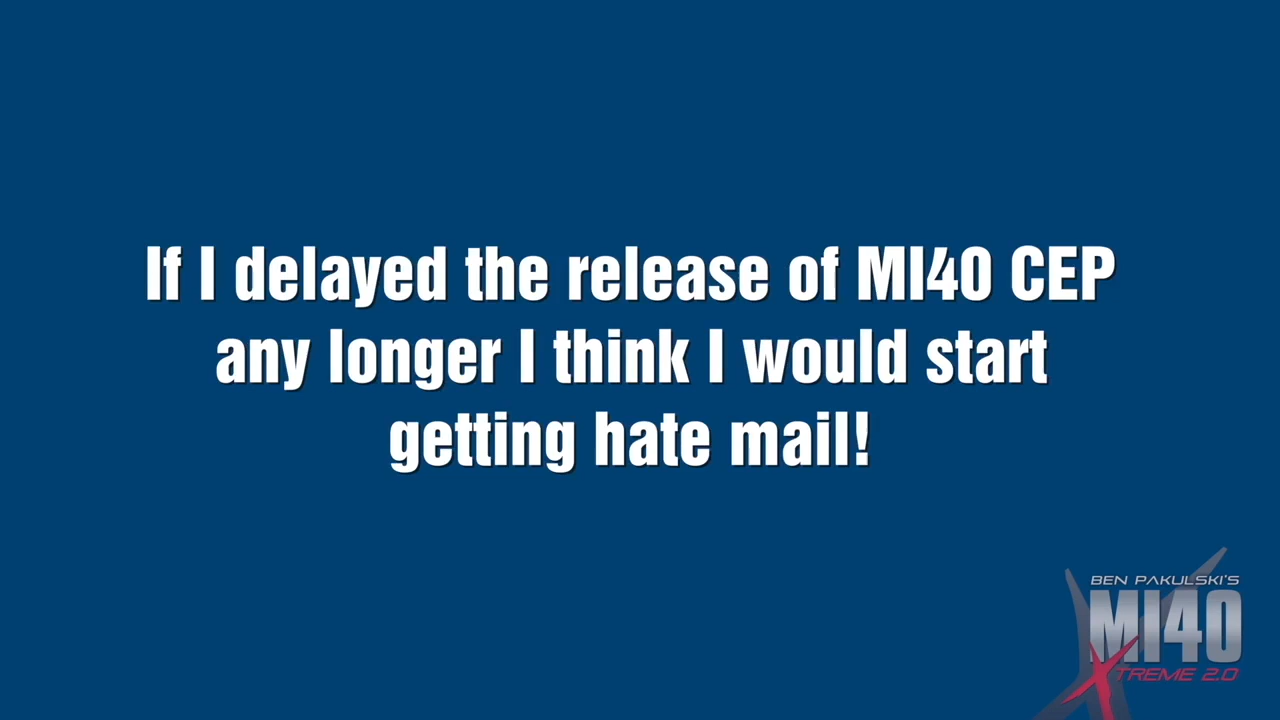 If I delayed the release of MI40 CEP
any longer I think I would start
getting hate mail!
BEN PAKULSKI'S
MI40
XTREME 2.0